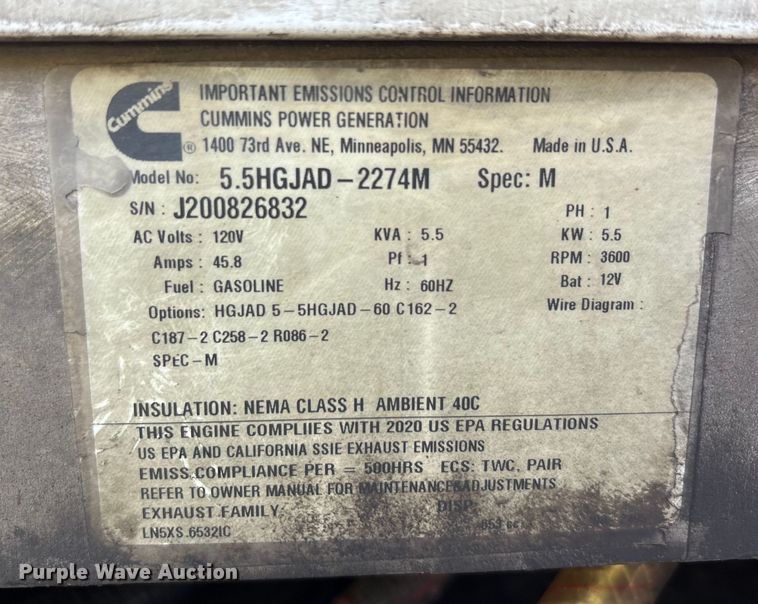 Cummins
IMPORTANT EMISSIONS CONTROL INFORMATION
CUMMINS POWER GENERATION
® 1400 73rd Ave. NE, Minneapolis, MN 55432. Made in U.S.A.
Model No: 5.5HGJAD-2274M Spec: M
S/N : J200826832 PH : 1
AC Volts : 120V KVA : 5.5 KW : 5.5
Amps : 45.8 Pf : 1 RPM : 3600
Fuel : GASOLINE Hz : 60HZ Bat : 12V
Options: HGJAD 5-5HGJAD-60 C162-2 Wire Diagram :
C187-2 C258-2 R086-2
SPEC-M
INSULATION: NEMA CLASS H AMBIENT 40C
THIS ENGINE COMPLIIES WITH 2020 US EPA REGULATIONS
US EPA AND CALIFORNIA SSIE EXHAUST EMISSIONS
EMISS.COMPLIANCE PER = 500HRS ECS: TWC, PAIR
REFER TO OWNER MANUAL FOR MAINTENANCE&ADJUSTMENTS
EXHAUST FAMILY: DISP
LN5XS.6532IC 653
Purple Wave Auction